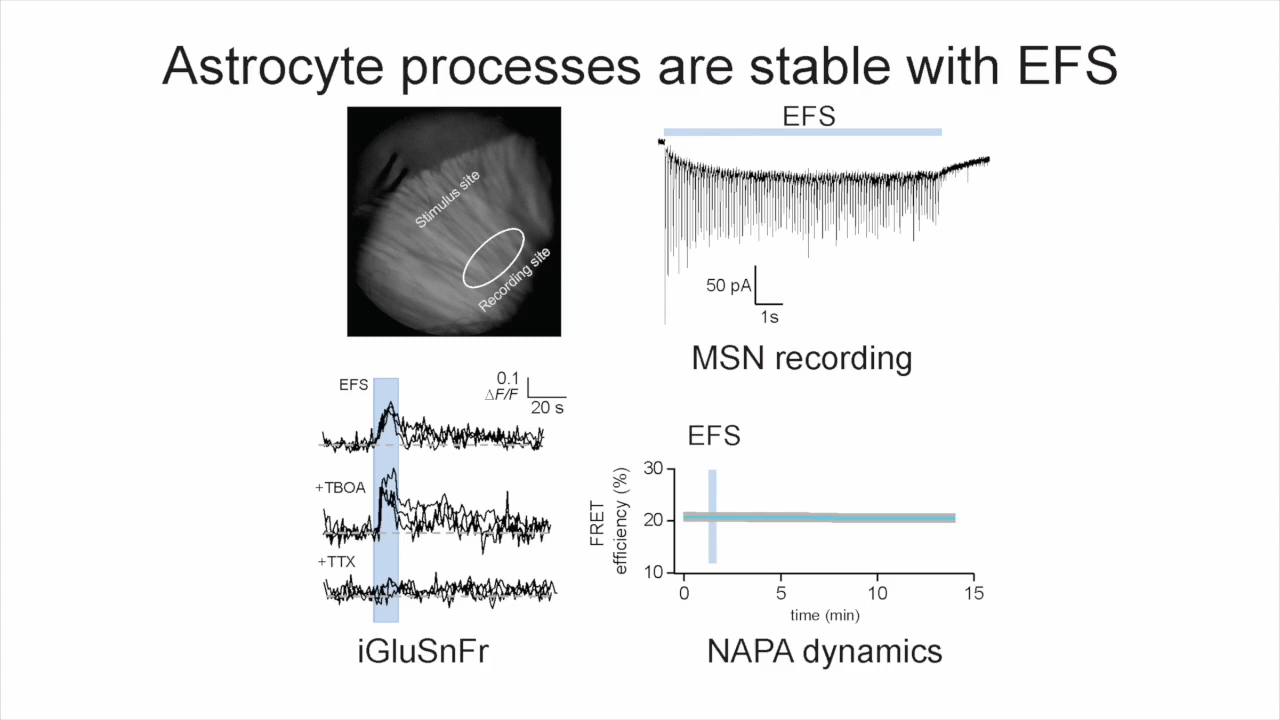 Astrocyte processes are stable with EFS
Stimulus site
Recording site
EFS
50 pA
1s
MSN recording
EFS
0.1
ΔF/F
20 s
+TBOA
+TTX
iGluSnFr
EFS
FRET
efficiency (%)
30
20
10
0 5 10 15
time (min)
NAPA dynamics